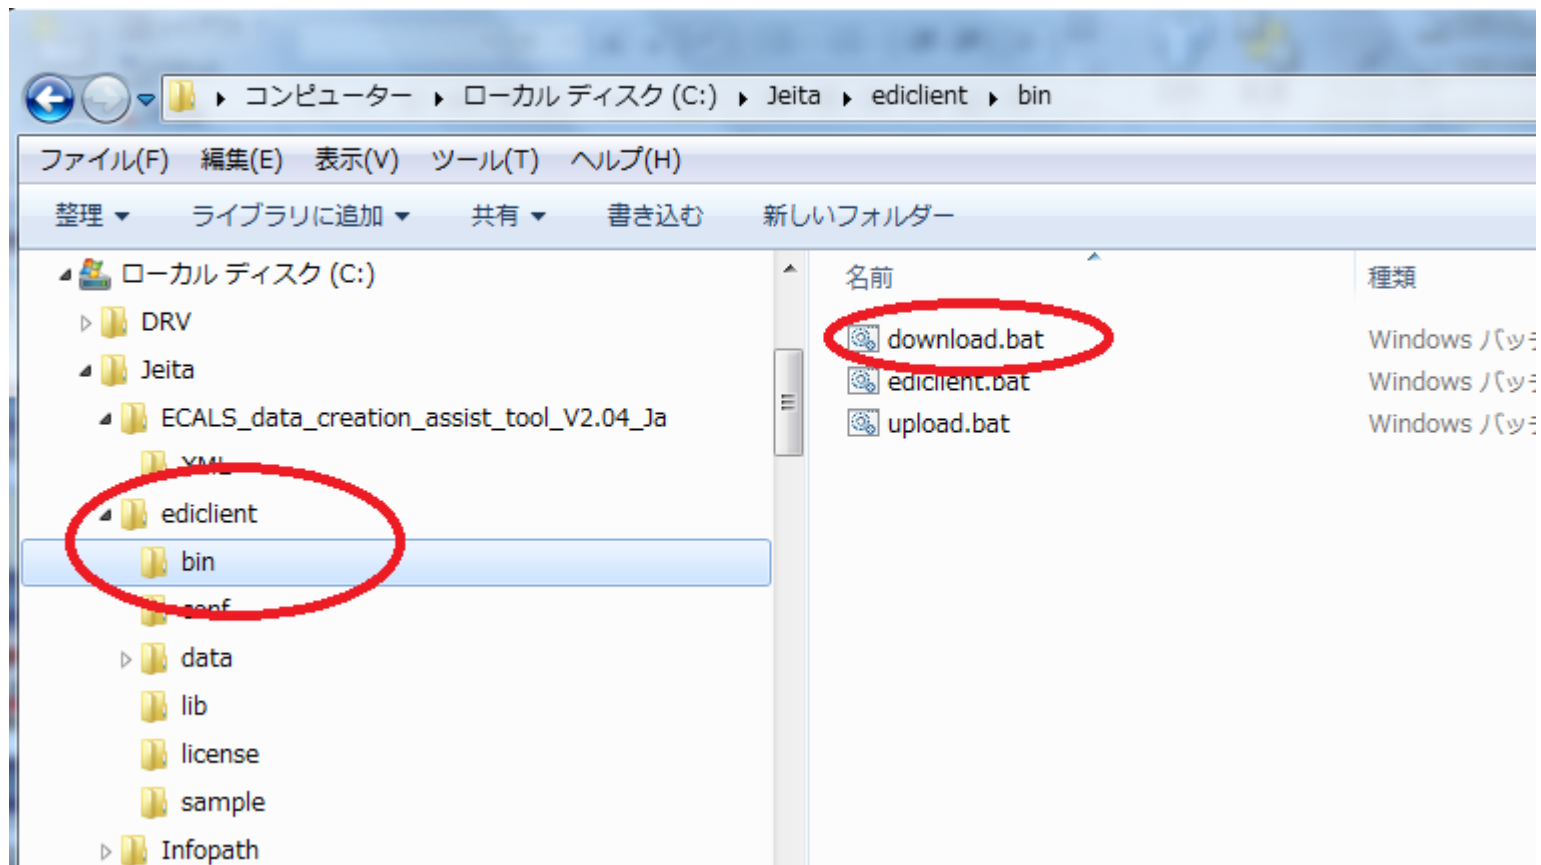 コンピューター ローカル ディスク (C:) Jeita ediclient bin
ファイル(F) 編集(E) 表示(V) ツール(T) ヘルプ(H)
整理 ライブラリに追加 共有 書き込む 新しいフォルダー
ローカル ディスク (C:)
DRV
Jeita
ECALS_data_creation_assist_tool_V2.04_Ja
XML
ediclient
bin
conf
data
lib
license
sample
Infopath
名前 種類
download.bat Windows バッチ
ediclient.bat Windows バッチ
upload.bat Windows バッチ